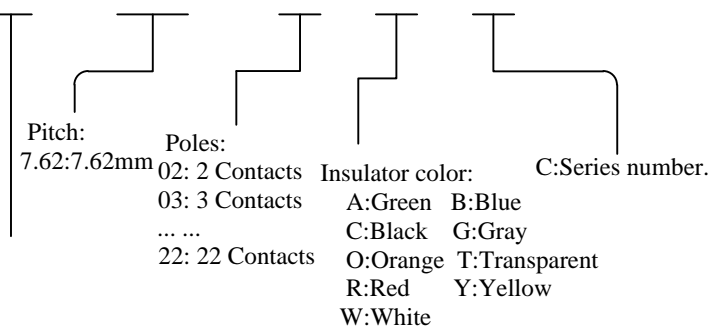 Pitch:
7.62:7.62mm
Poles:
02: 2 Contacts
03: 3 Contacts
... ...
22: 22 Contacts
Insulator color:
A:Green B:Blue
C:Black G:Gray
O:Orange T:Transparent
R:Red Y:Yellow
W:White
C:Series number.